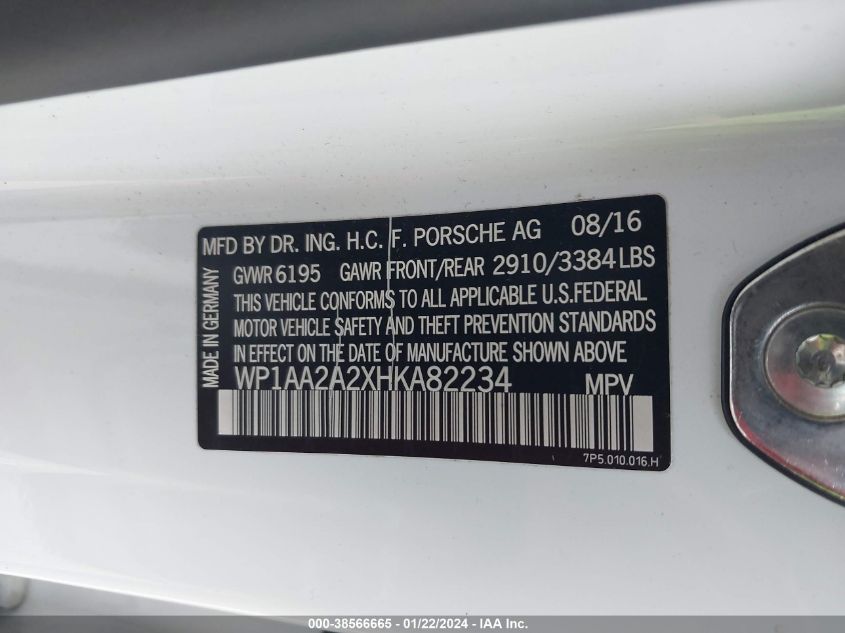 MFD BY DR. ING. H.C. F. PORSCHE AG 08/16
GVWR 6195 GAWR FRONT/REAR 2910/3384 LBS
THIS VEHICLE CONFORMS TO ALL APPLICABLE U.S.FEDERAL
MOTOR VEHICLE SAFETY AND THEFT PREVENTION STANDARDS
IN EFFECT ON THE DATE OF MANUFACTURE SHOWN ABOVE
WP1AA2A2XHKA82234 MPV
MADE IN GERMANY
7P5.010.016.H
000-38566665 - 01/22/2024 - IAA Inc.